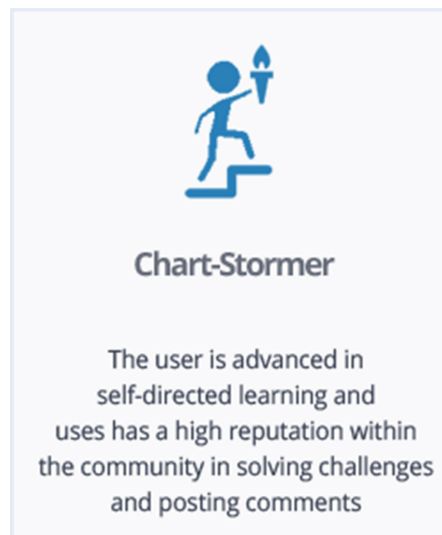 Chart-Stormer
The user is advanced in
self-directed learning and
uses has a high reputation within
the community in solving challenges
and posting comments